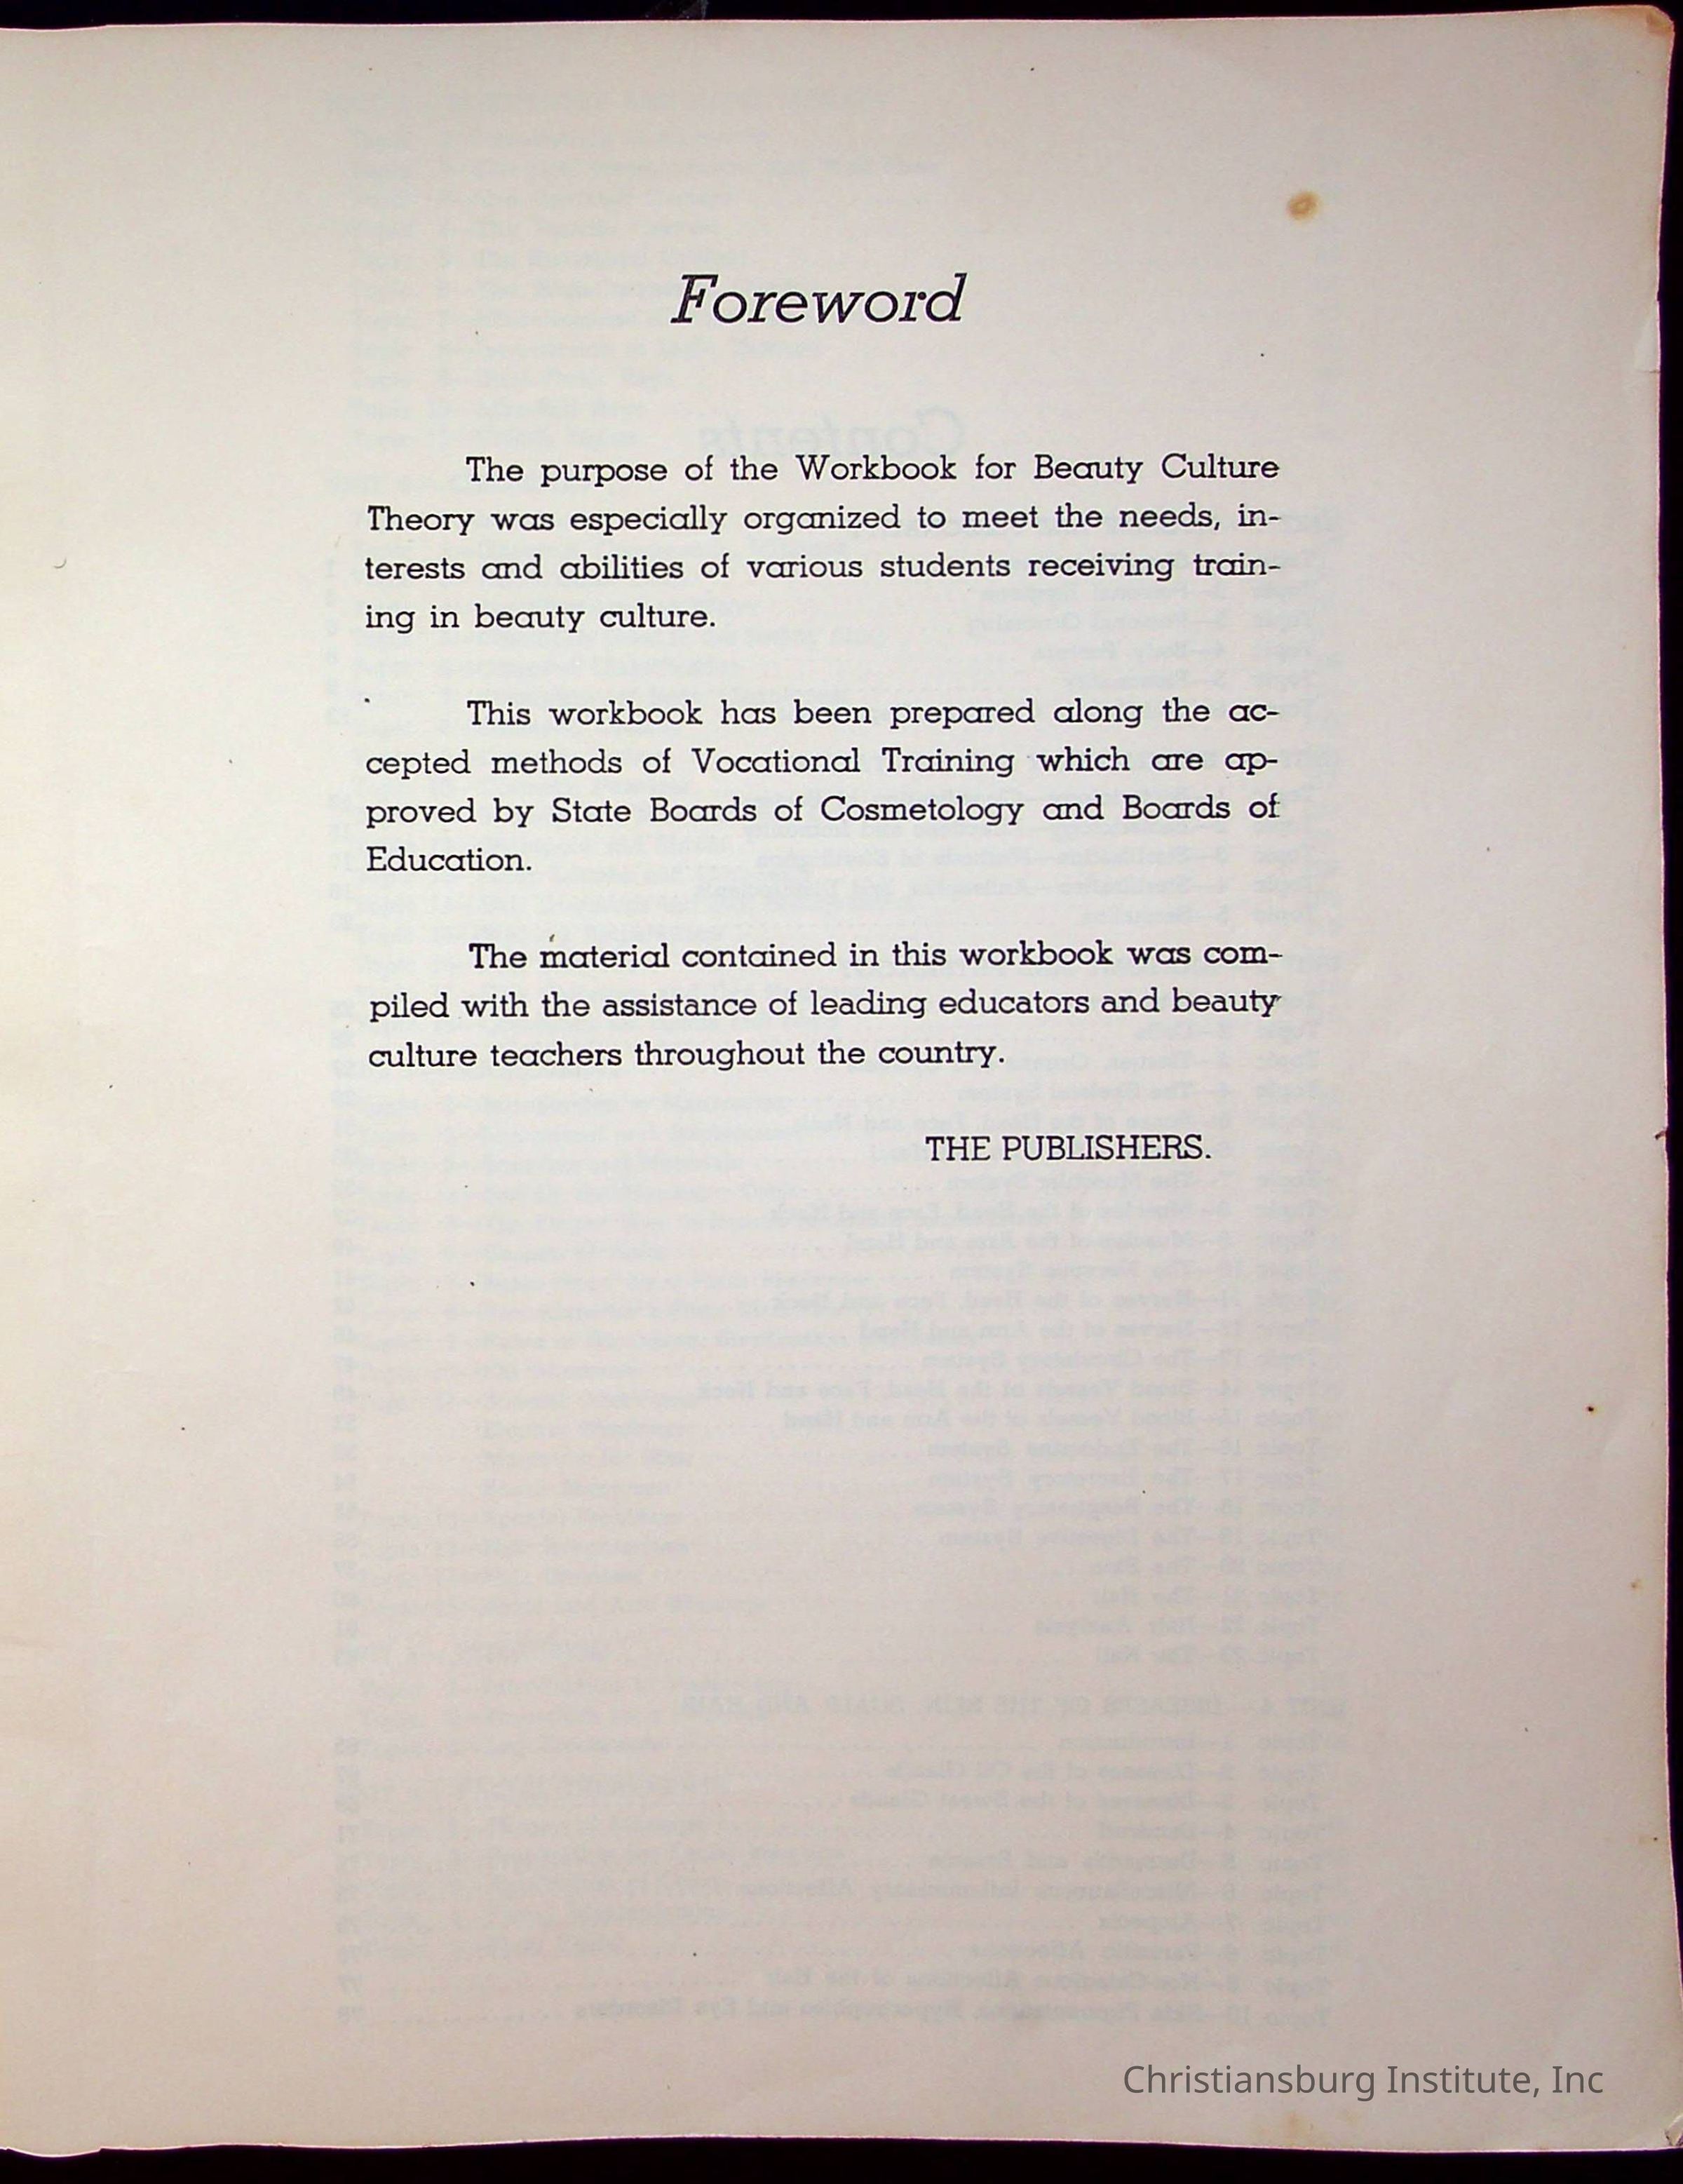 Foreword
The purpose of the Workbook for Beauty Culture
Theory was especially organized to meet the needs, in-
terests and abilities of various students receiving train-
ing in beauty culture.
This workbook has been prepared along the ac-
cepted methods of Vocational Training which are ap-
proved by State Boards of Cosmetology and Boards of
Education.
The material contained in this workbook was com-
piled with the assistance of leading educators and beauty
culture teachers throughout the country.
THE PUBLISHERS.
Christiansburg Institute, Inc